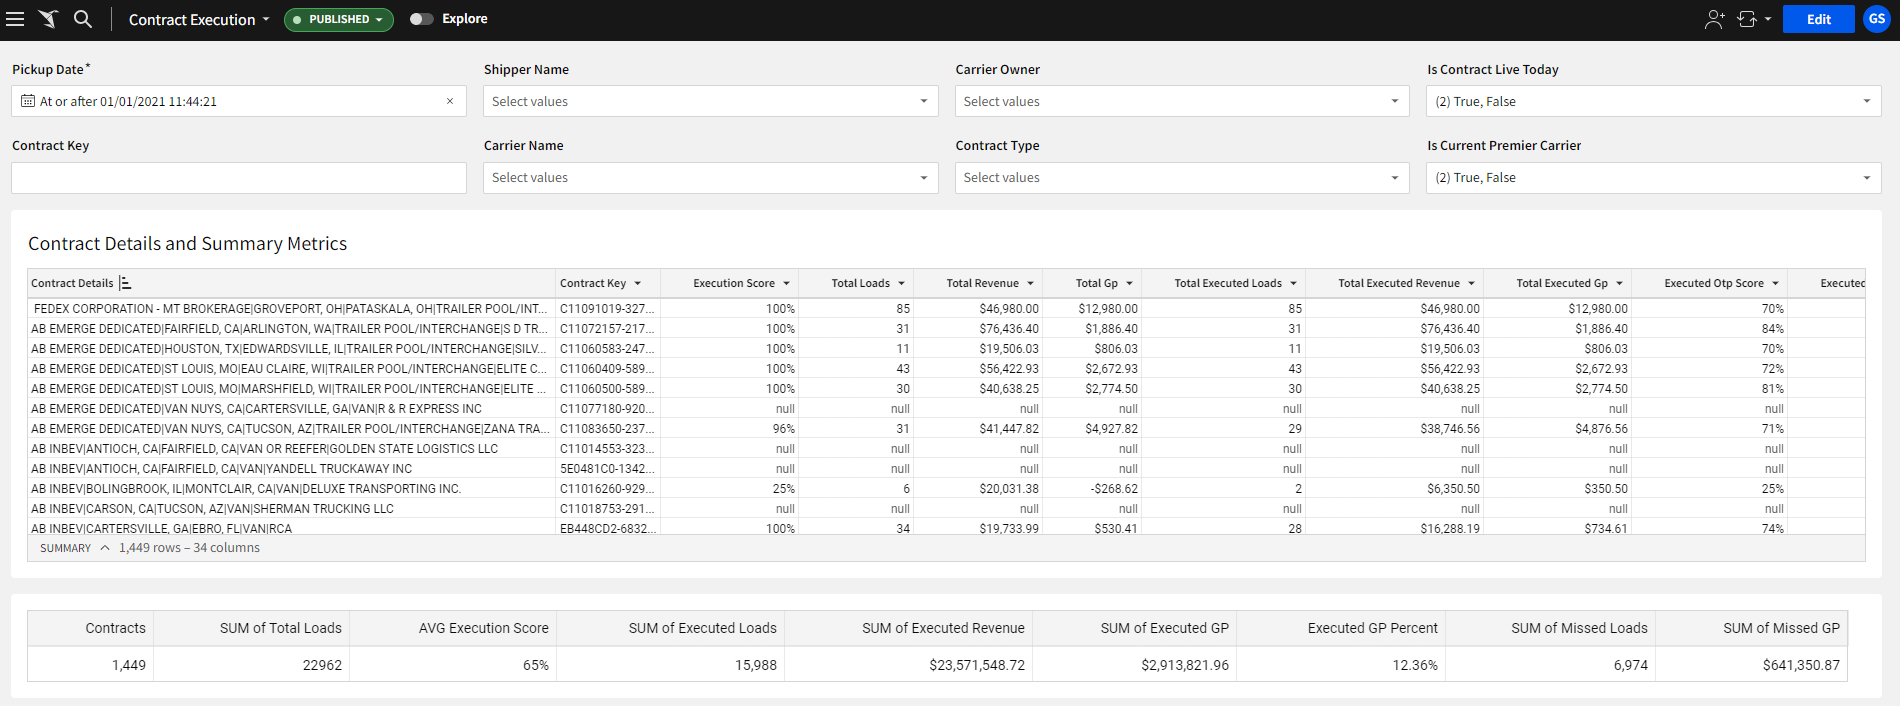 Contract Execution PUBLISHED Explore Edit GS
Pickup Date* Shipper Name Carrier Owner Is Contract Live Today
At or after 01/01/2021 11:44:21 × Select values Select values (2) True, False
Contract Key Carrier Name Contract Type Is Current Premier Carrier
Select values Select values (2) True, False
Contract Details and Summary Metrics
Contract Details Contract Key Execution Score Total Loads Total Revenue Total Gp Total Executed Loads Total Executed Revenue Total Executed Gp Executed Otp Score Executed
FEDEX CORPORATION - MT BROKERAGE|GROVEPORT, OH|PATASKALA, OH|TRAILER POOL/INT... C11091019-327... 100% 85 $46,980.00 $12,980.00 85 $46,980.00 $12,980.00 70%
AB EMERGE DEDICATED|FAIRFIELD, CA|ARLINGTON, WA|TRAILER POOL/INTERCHANGE|S D TR... C11072157-217... 100% 31 $76,436.40 $1,886.40 31 $76,436.40 $1,886.40 84%
AB EMERGE DEDICATED|HOUSTON, TX|EDWARDSVILLE, IL|TRAILER POOL/INTERCHANGE|SILV... C11060583-247... 100% 11 $19,506.03 $806.03 11 $19,506.03 $806.03 70%
AB EMERGE DEDICATED|ST LOUIS, MO|EAU CLAIRE, WI|TRAILER POOL/INTERCHANGE|ELITE C... C11060409-589... 100% 43 $56,422.93 $2,672.93 43 $56,422.93 $2,672.93 72%
AB EMERGE DEDICATED|ST LOUIS, MO|MARSHFIELD, WI|TRAILER POOL/INTERCHANGE|ELITE ... C11060500-589... 100% 30 $40,638.25 $2,774.50 30 $40,638.25 $2,774.50 81%
AB EMERGE DEDICATED|VAN NUYS, CA|CARTERSVILLE, GA|VAN|R & R EXPRESS INC C11077180-920... null null null null null null null null
AB EMERGE DEDICATED|VAN NUYS, CA|TUCSON, AZ|TRAILER POOL/INTERCHANGE|ZANA TRA... C11083650-237... 96% 31 $41,447.82 $4,927.82 29 $38,746.56 $4,876.56 71%
AB INBEV|ANTIOCH, CA|FAIRFIELD, CA|VAN OR REEFER|GOLDEN STATE LOGISTICS LLC C11014553-323... null null null null null null null null
AB INBEV|ANTIOCH, CA|FAIRFIELD, CA|VAN|YANDELL TRUCKAWAY INC 5E0481C0-1342... null null null null null null null null
AB INBEV|BOLINGBROOK, IL|MONTCLAIR, CA|VAN|DELUXE TRANSPORTING INC. C11016260-929... 25% 6 $20,031.38 -$268.62 2 $6,350.50 $350.50 25%
AB INBEV|CARSON, CA|TUCSON, AZ|VAN|SHERMAN TRUCKING LLC C11018753-291... null null null null null null null null
AB INBEV|CARTERSVILLE, GA|EBRO, FL|VAN|RCA EB448CD2-6832... 100% 34 $19,733.99 $530.41 28 $16,288.19 $734.61 74%
SUMMARY 1,449 rows – 34 columns
Contracts SUM of Total Loads AVG Execution Score SUM of Executed Loads SUM of Executed Revenue SUM of Executed GP Executed GP Percent SUM of Missed Loads SUM of Missed GP
1,449 22962 65% 15,988 $23,571,548.72 $2,913,821.96 12.36% 6,974 $641,350.87